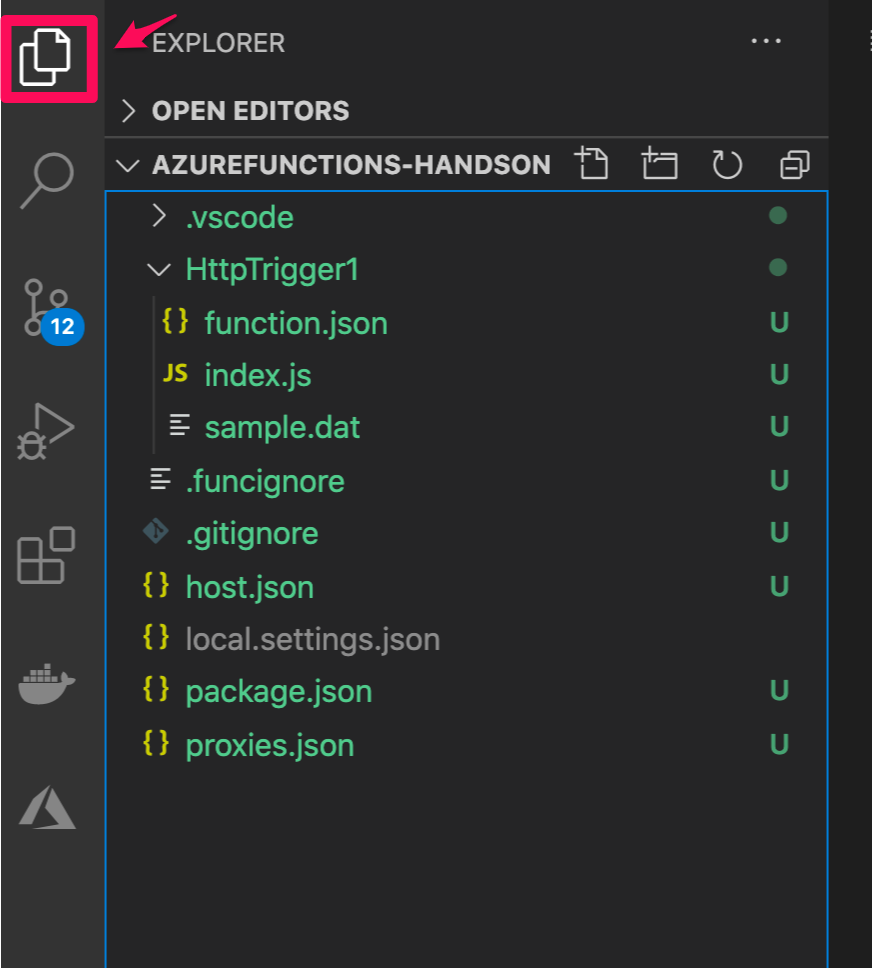 EXPLORER
OPEN EDITORS
AZUREFUNCTIONS-HANDSON
.vscode
HttpTrigger1
{} function.json U
JS index.js U
sample.dat U
12
.funcignore U
.gitignore U
{} host.json U
{} local.settings.json
{} package.json U
{} proxies.json U